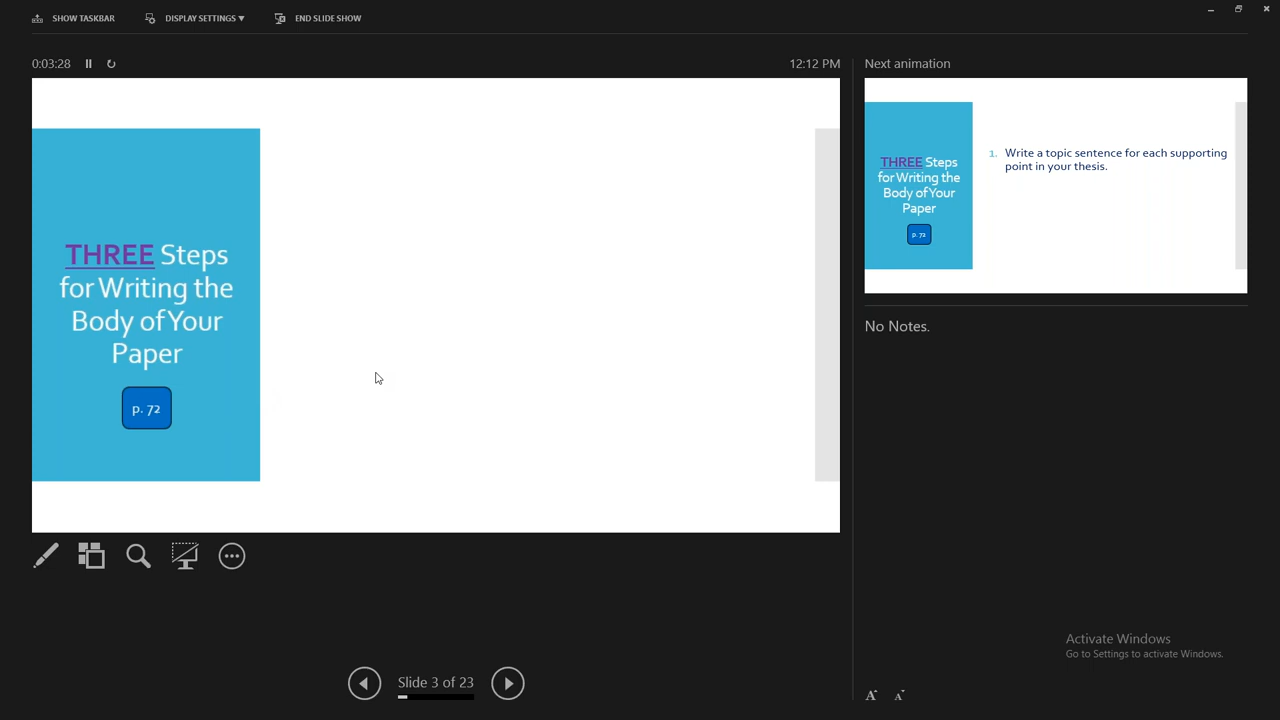 SHOW TASKBAR
DISPLAY SETTINGS ▼
END SLIDE SHOW
0:03:28
12:12 PM
THREE Steps
for Writing the
Body of Your
Paper
p. 72
Slide 3 of 23
Next animation
THREE Steps
for Writing the
Body of Your
Paper
p. 72
1. Write a topic sentence for each supporting
point in your thesis.
No Notes.
Activate Windows
Go to Settings to activate Windows.
A A